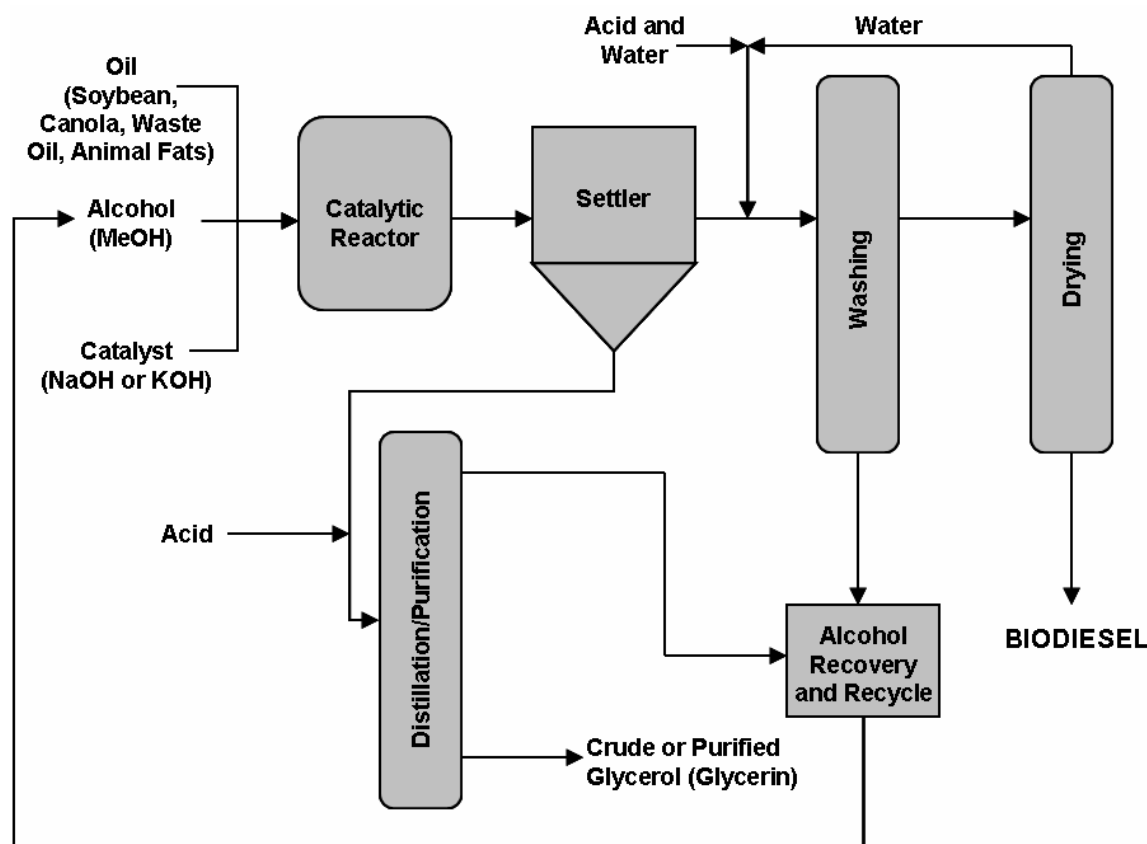 Acid and
Water
Water
Oil
(Soybean,
Canola, Waste
Oil, Animal Fats)
Alcohol
(MeOH)
Catalyst
(NaOH or KOH)
Catalytic
Reactor
Settler
Washing
Drying
Acid
Distillation/Purification
Alcohol
Recovery
and Recycle
BIODIESEL
Crude or Purified
Glycerol (Glycerin)